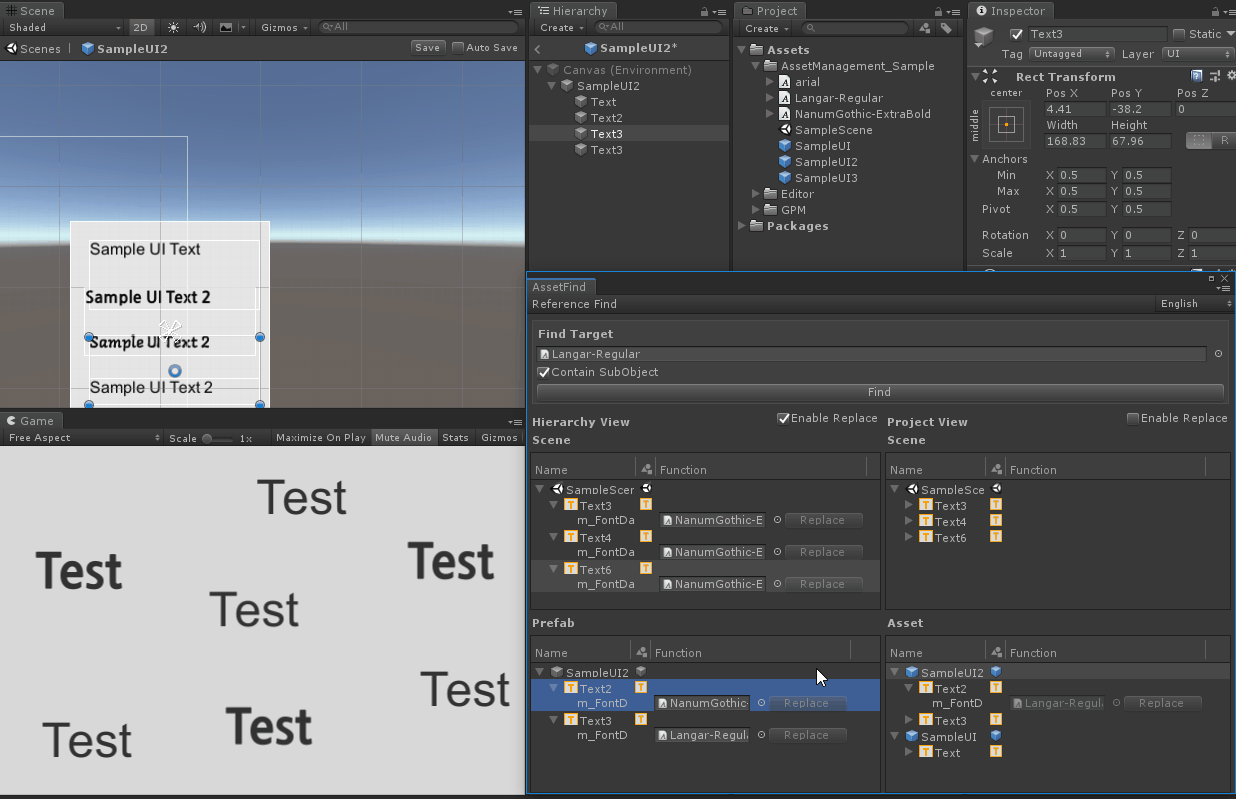 Scene
Shaded
2D
Gizmos
All
Scenes
SampleUI2
Save
Auto Save
Sample UI Text
Sample UI Text 2
Sample UI Text 2
Sample UI Text 2
Game
Free Aspect
Scale
1x
Maximize On Play
Mute Audio
Stats
Gizmos
Test
Test
Test
Test
Test
Test
Test
Hierarchy
Create
All
SampleUI2*
Canvas (Environment)
SampleUI2
Text
Text2
Text3
Text3
Project
Create
Assets
AssetManagement_Sample
arial
Langar-Regular
NanumGothic-ExtraBold
SampleScene
SampleUI
SampleUI2
SampleUI3
Editor
GPM
Packages
Inspector
Text3
Static
Tag Untagged Layer UI
Rect Transform
center
middle
Pos X Pos Y Pos Z
4.41 -38.2 0
Width Height
168.83 67.96
R
Anchors
Min X 0.5 Y 0.5
Max X 0.5 Y 0.5
Pivot X 0.5 Y 0.5
Rotation X 0 Y 0 Z 0
Scale X 1 Y 1 Z 1
AssetFind
Reference Find
English
Find Target
Langar-Regular
Contain SubObject
Find
Hierarchy View
Enable Replace
Scene
Name Function
SampleScer
Text3
m_FontDa NanumGothic-E Replace
Text4
m_FontDa NanumGothic-E Replace
Text6
m_FontDa NanumGothic-E Replace
Project View
Enable Replace
Scene
Name Function
SampleSce
Text3
Text4
Text6
Prefab
Name Function
SampleUI2
Text2
m_FontD NanumGothic- Replace
Text3
m_FontD Langar-Regul Replace
Asset
Name Function
SampleUI2
Text2
m_FontD Langar-Regul Replace
Text3
SampleUI
Text